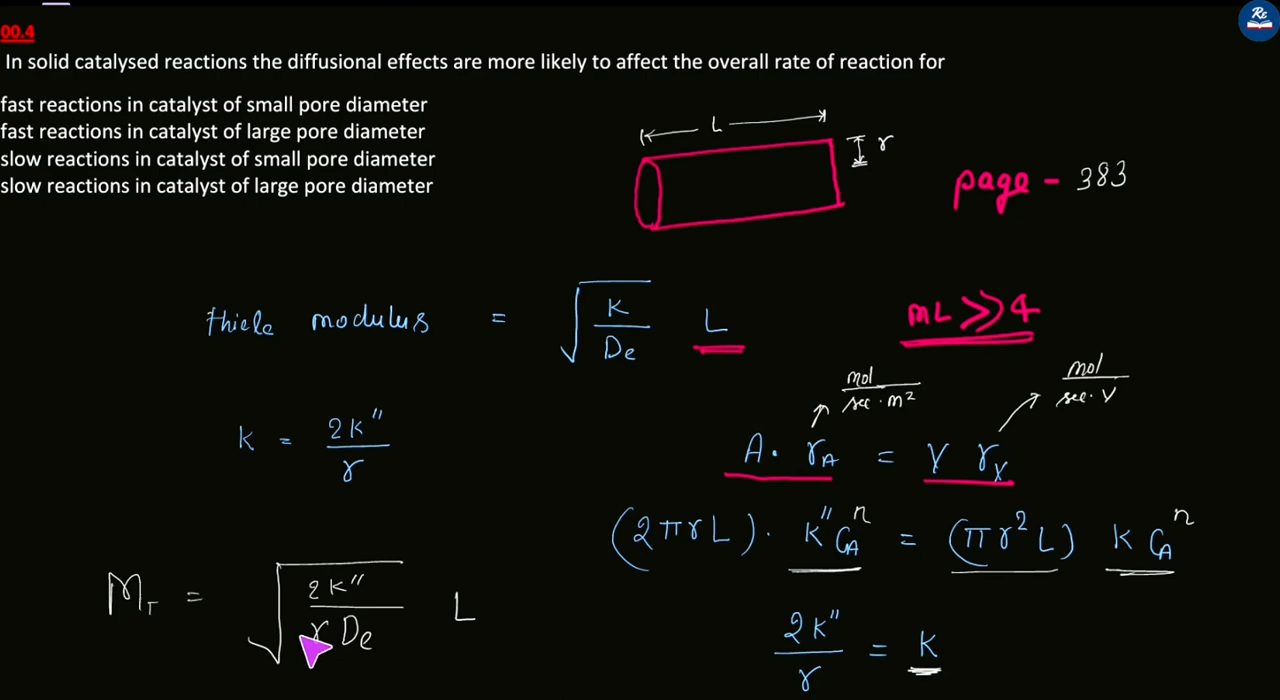 Re
00.4
In solid catalysed reactions the diffusional effects are more likely to affect the overall rate of reaction for
fast reactions in catalyst of small pore diameter
fast reactions in catalyst of large pore diameter
slow reactions in catalyst of small pore diameter
slow reactions in catalyst of large pore diameter
L
r
page - 383
thiele modulus = √(K/De) L
mL >> 4
mol/sec·m²
mol/sec·V
K = 2K''/r
A· rA = V rV
(2πrL)· K'' CA^n = (πr²L) K CA^n
MT = √(2K''/r De) L
2K''/r = K